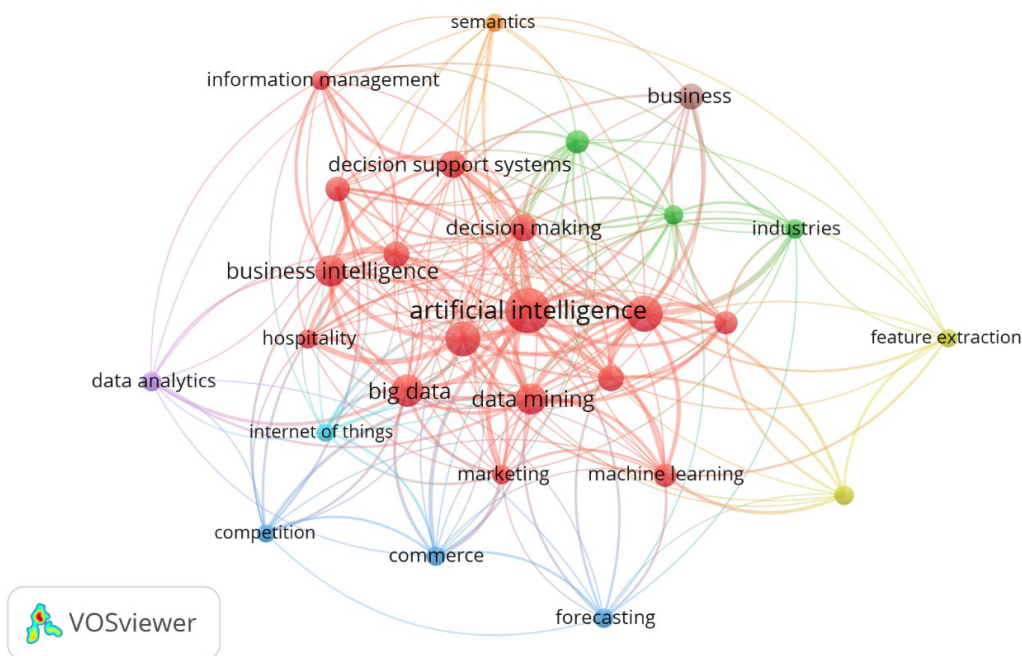 semantics
information management
business
decision support systems
decision making
industries
business intelligence
artificial intelligence
hospitality
feature extraction
data analytics
big data
data mining
internet of things
marketing
machine learning
competition
commerce
forecasting
VOSviewer